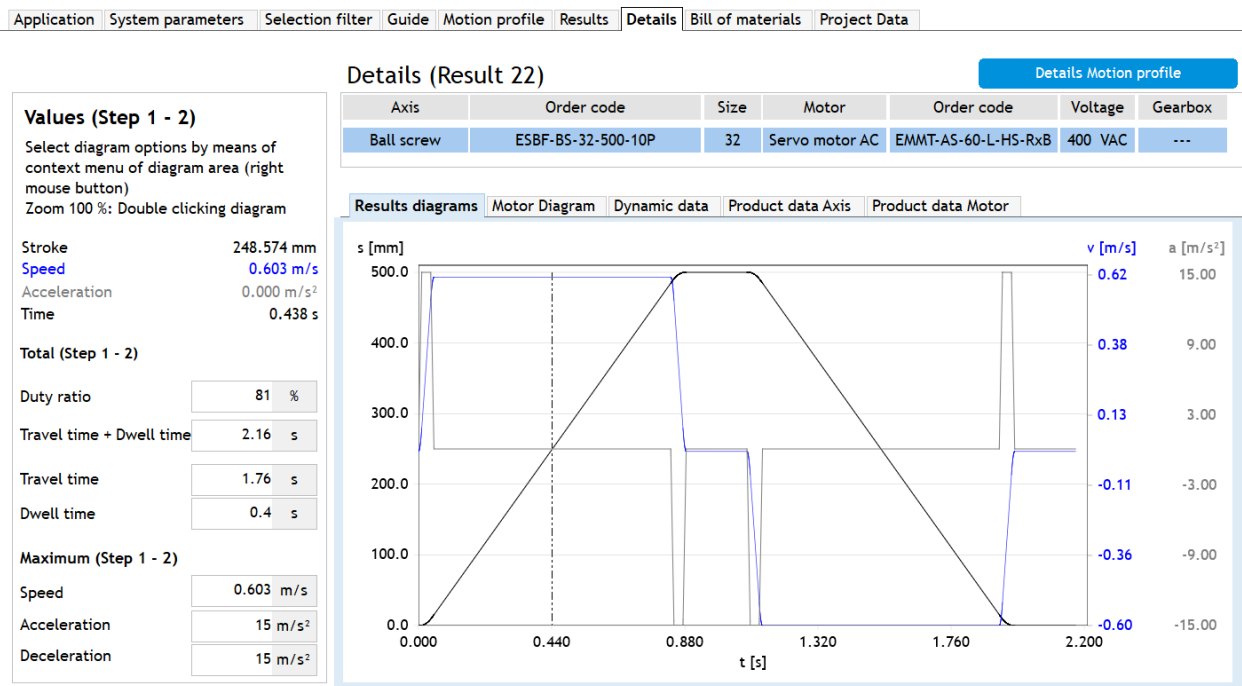 Application System parameters Selection filter Guide Motion profile Results Details Bill of materials Project Data
Details (Result 22)
Details Motion profile
Axis Order code Size Motor Order code Voltage Gearbox
Ball screw ESBF-BS-32-500-10P 32 Servo motor AC EMMT-AS-60-L-HS-RxB 400 VAC ---
Values (Step 1 - 2)
Select diagram options by means of
context menu of diagram area (right
mouse button)
Zoom 100 %: Double clicking diagram
Stroke 248.574 mm
Speed 0.603 m/s
Acceleration 0.000 m/s²
Time 0.438 s
Total (Step 1 - 2)
Duty ratio 81 %
Travel time + Dwell time 2.16 s
Travel time 1.76 s
Dwell time 0.4 s
Maximum (Step 1 - 2)
Speed 0.603 m/s
Acceleration 15 m/s²
Deceleration 15 m/s²
Results diagrams Motor Diagram Dynamic data Product data Axis Product data Motor
s [mm] v [m/s] a [m/s²]
500.0 0.62 15.00
400.0 0.38 9.00
300.0 0.13 3.00
200.0 -0.11 -3.00
100.0 -0.36 -9.00
0.0 -0.60 -15.00
0.000 0.440 0.880 1.320 1.760 2.200
t [s]